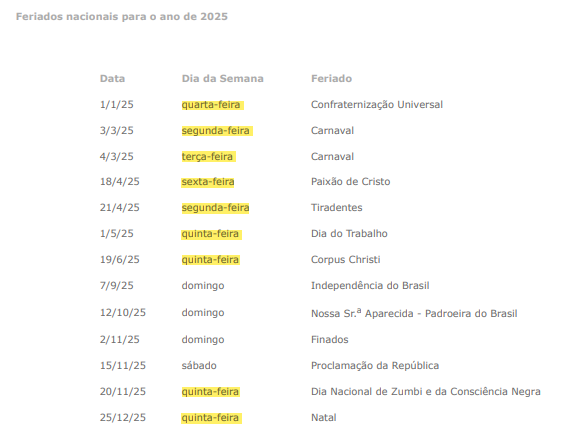 Feriados nacionais para o ano de 2025
Data Dia da Semana Feriado
1/1/25 quarta-feira Confraternização Universal
3/3/25 segunda-feira Carnaval
4/3/25 terça-feira Carnaval
18/4/25 sexta-feira Paixão de Cristo
21/4/25 segunda-feira Tiradentes
1/5/25 quinta-feira Dia do Trabalho
19/6/25 quinta-feira Corpus Christi
7/9/25 domingo Independência do Brasil
12/10/25 domingo Nossa Sr.ª Aparecida - Padroeira do Brasil
2/11/25 domingo Finados
15/11/25 sábado Proclamação da República
20/11/25 quinta-feira Dia Nacional de Zumbi e da Consciência Negra
25/12/25 quinta-feira Natal